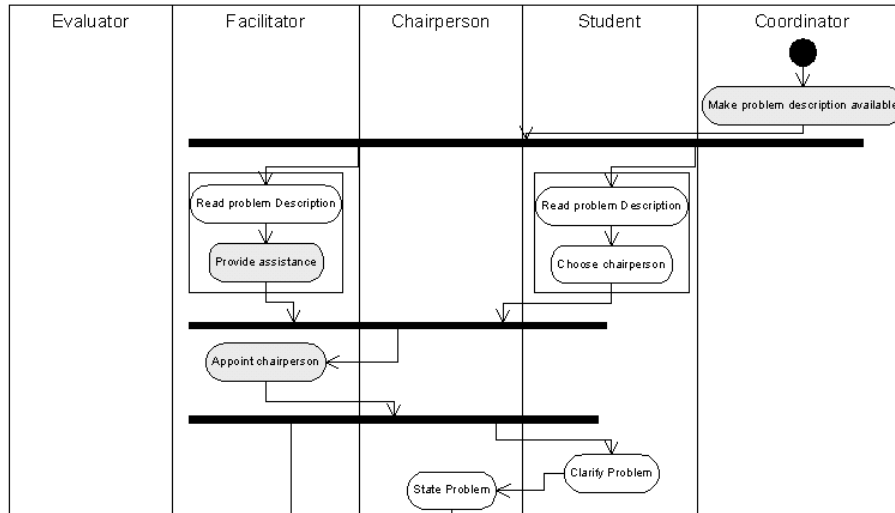 Evaluator
Facilitator
Chairperson
Student
Coordinator
Make problem description available
Read problem Description
Read problem Description
Provide assistance
Choose chairperson
Appoint chairperson
Clarify Problem
State Problem